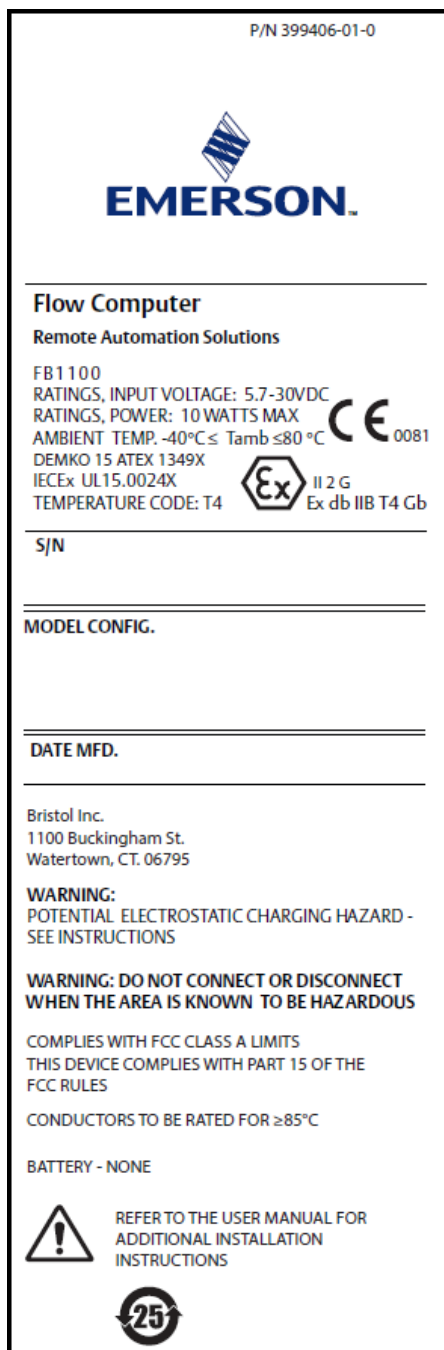 P/N 399406-01-0
EMERSON™
Flow Computer
Remote Automation Solutions
FB1100
RATINGS, INPUT VOLTAGE: 5.7-30VDC
RATINGS, POWER: 10 WATTS MAX
AMBIENT TEMP. -40°C ≤ Tamb ≤80 °C
CE 0081
DEMKO 15 ATEX 1349X
IECEx UL15.0024X
TEMPERATURE CODE: T4
Ex II 2 G
Ex db IIB T4 Gb
S/N
MODEL CONFIG.
DATE MFD.
Bristol Inc.
1100 Buckingham St.
Watertown, CT. 06795
WARNING:
POTENTIAL ELECTROSTATIC CHARGING HAZARD -
SEE INSTRUCTIONS
WARNING: DO NOT CONNECT OR DISCONNECT
WHEN THE AREA IS KNOWN TO BE HAZARDOUS
COMPLIES WITH FCC CLASS A LIMITS
THIS DEVICE COMPLIES WITH PART 15 OF THE
FCC RULES
CONDUCTORS TO BE RATED FOR ≥85°C
BATTERY - NONE
REFER TO THE USER MANUAL FOR
ADDITIONAL INSTALLATION
INSTRUCTIONS
25